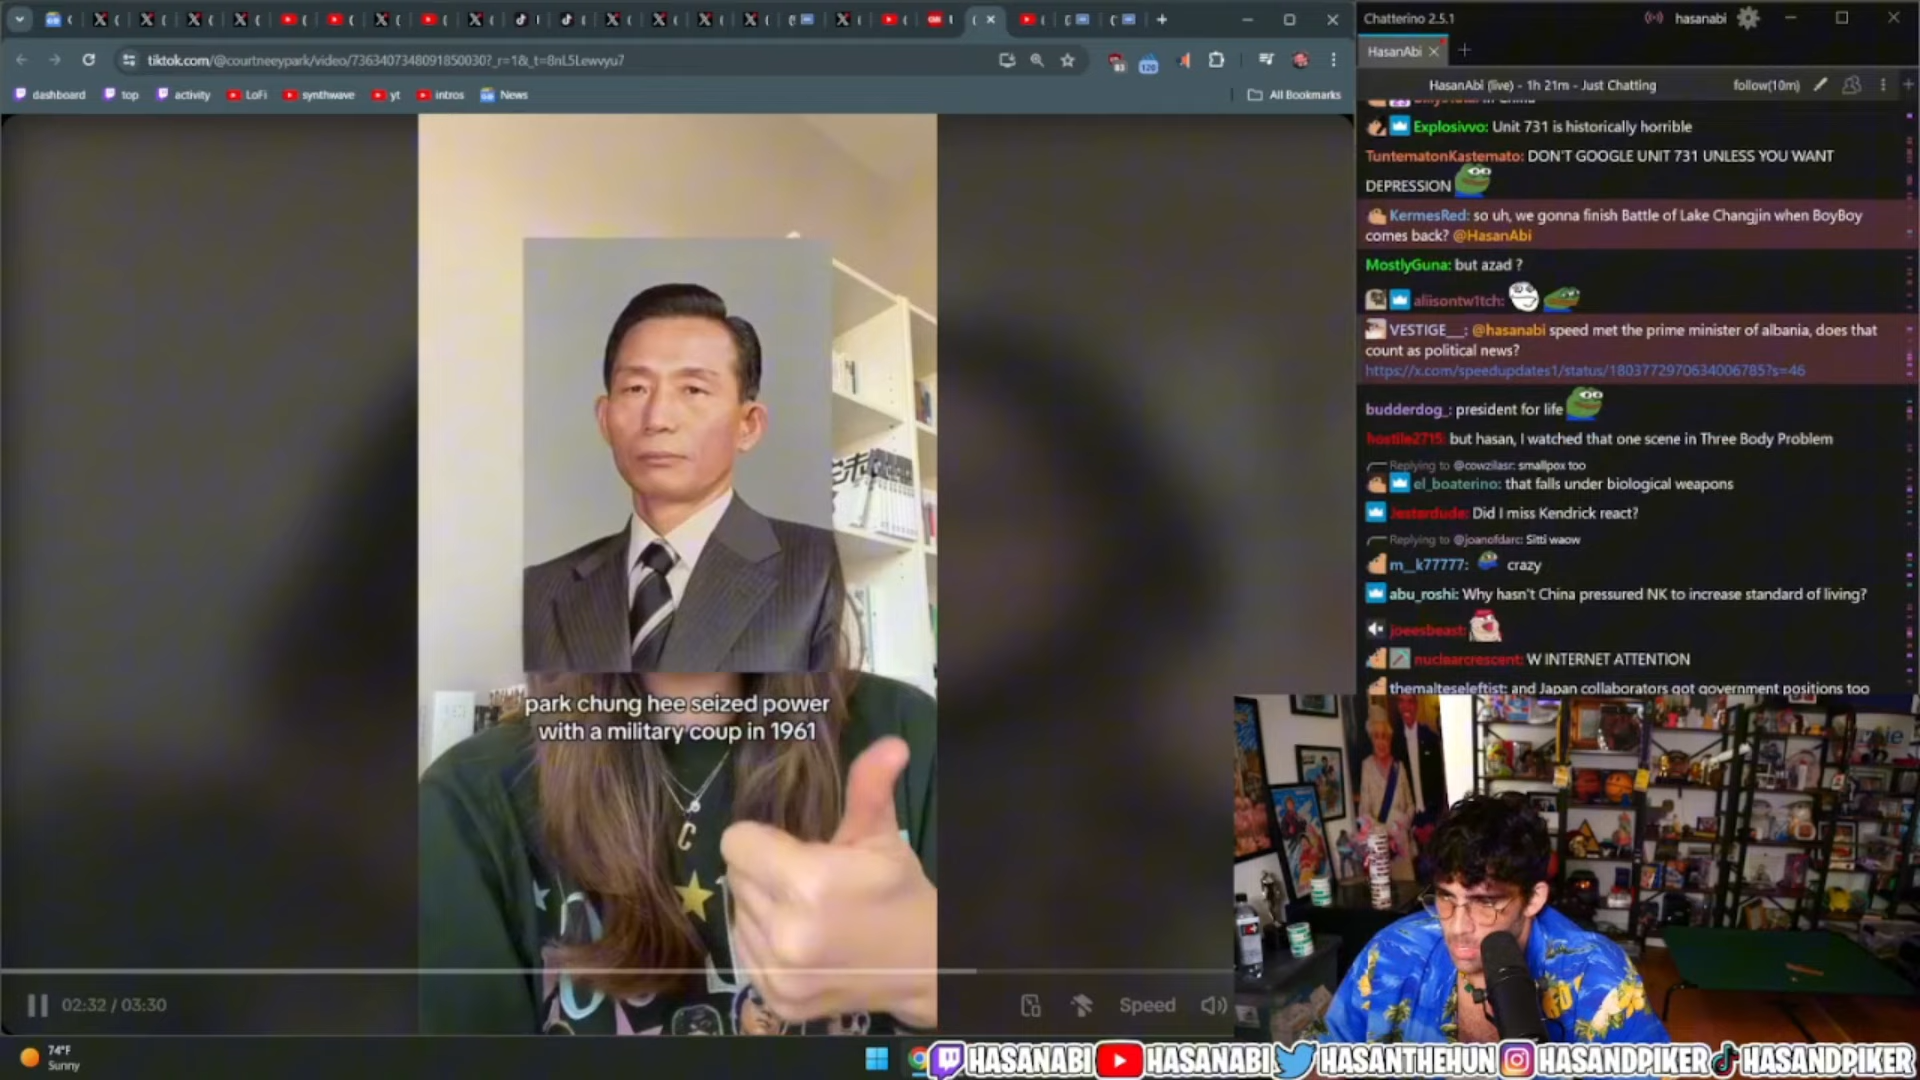 tiktok.com/@courtneeypark/video/7363407348091850030?_r=1&_t=8nL5Lewvyu7
dashboard
top
activity
LoFi
synthwave
yt
intros
News
All Bookmarks
park chung hee seized power
with a military coup in 1961
02:32 / 03:30
Speed
74°F
Sunny
Chatterino 2.5.1
hasanabi
HasanAbi
HasanAbi (live) - 1h 21m - Just Chatting
follow(10m)
in China
Explosivvo: Unit 731 is historically horrible
TuntematonKastemato: DON'T GOOGLE UNIT 731 UNLESS YOU WANT
DEPRESSION
KermesRed: so uh, we gonna finish Battle of Lake Changjin when BoyBoy
comes back? @HasanAbi
MostlyGuna: but azad ?
aliisontw1tch:
VESTIGE__: @hasanabi speed met the prime minister of albania, does that
count as political news?
https://x.com/speedupdates1/status/1803772970634006785?s=46
budderdog_: president for life
hostile2715: but hasan, I watched that one scene in Three Body Problem
Replying to @cowzilasr: smallpox too
el_boaterino: that falls under biological weapons
Jesterdude: Did I miss Kendrick react?
Replying to @joanofdarc: Sitti waow
m__k77777: crazy
abu_roshi: Why hasn't China pressured NK to increase standard of living?
joeesbeast:
nuclearcrescent: W INTERNET ATTENTION
themalteseleftist: and Japan collaborators got government positions too
HASANABI
HASANABI
HASANTHEHUN
HASANDPIKER
HASANDPIKER